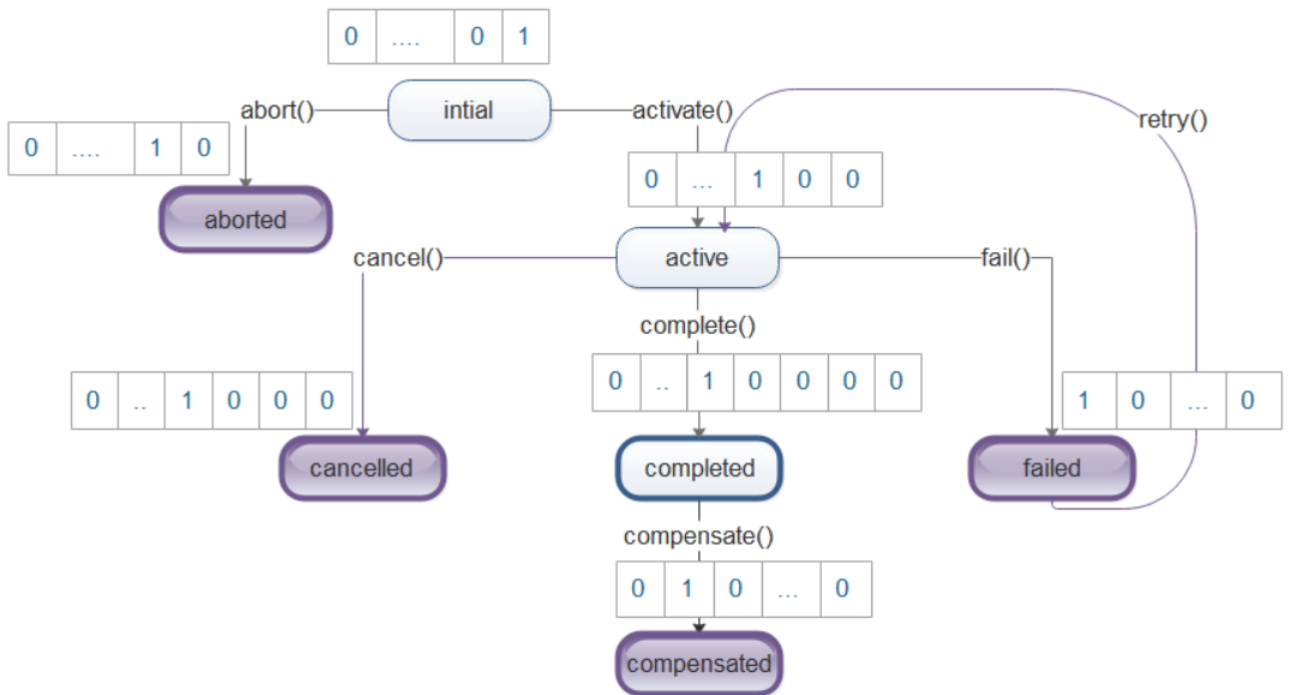 0 .... 0 1
intial
abort()
activate()
retry()
0 .... 1 0
0 ... 1 0 0
aborted
active
cancel()
fail()
complete()
0 .. 1 0 0 0
0 .. 1 0 0 0 0
1 0 ... 0
cancelled
completed
failed
compensate()
0 1 0 ... 0
compensated